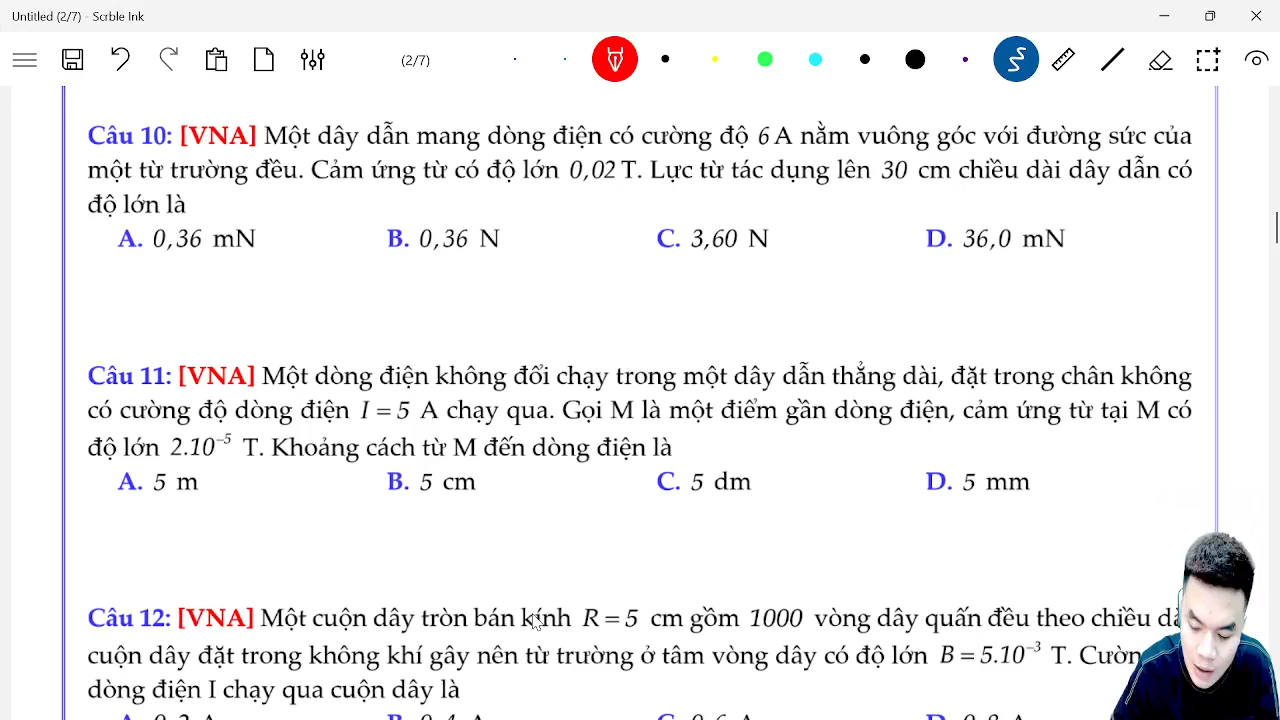 Untitled (2/7) - Scrble Ink
(2/7)
Câu 10: [VNA] Một dây dẫn mang dòng điện có cường độ 6 A nằm vuông góc với đường sức của
một từ trường đều. Cảm ứng từ có độ lớn 0,02 T. Lực từ tác dụng lên 30 cm chiều dài dây dẫn có
độ lớn là
A. 0,36 mN B. 0,36 N C. 3,60 N D. 36,0 mN
Câu 11: [VNA] Một dòng điện không đổi chạy trong một dây dẫn thẳng dài, đặt trong chân không
có cường độ dòng điện I = 5 A chạy qua. Gọi M là một điểm gần dòng điện, cảm ứng từ tại M có
độ lớn 2.10⁻⁵ T. Khoảng cách từ M đến dòng điện là
A. 5 m B. 5 cm C. 5 dm D. 5 mm
Câu 12: [VNA] Một cuộn dây tròn bán kính R = 5 cm gồm 1000 vòng dây quấn đều theo chiều
cuộn dây đặt trong không khí gây nên từ trường ở tâm vòng dây có độ lớn B = 5.10⁻³ T.
dòng điện I chạy qua cuộn dây là